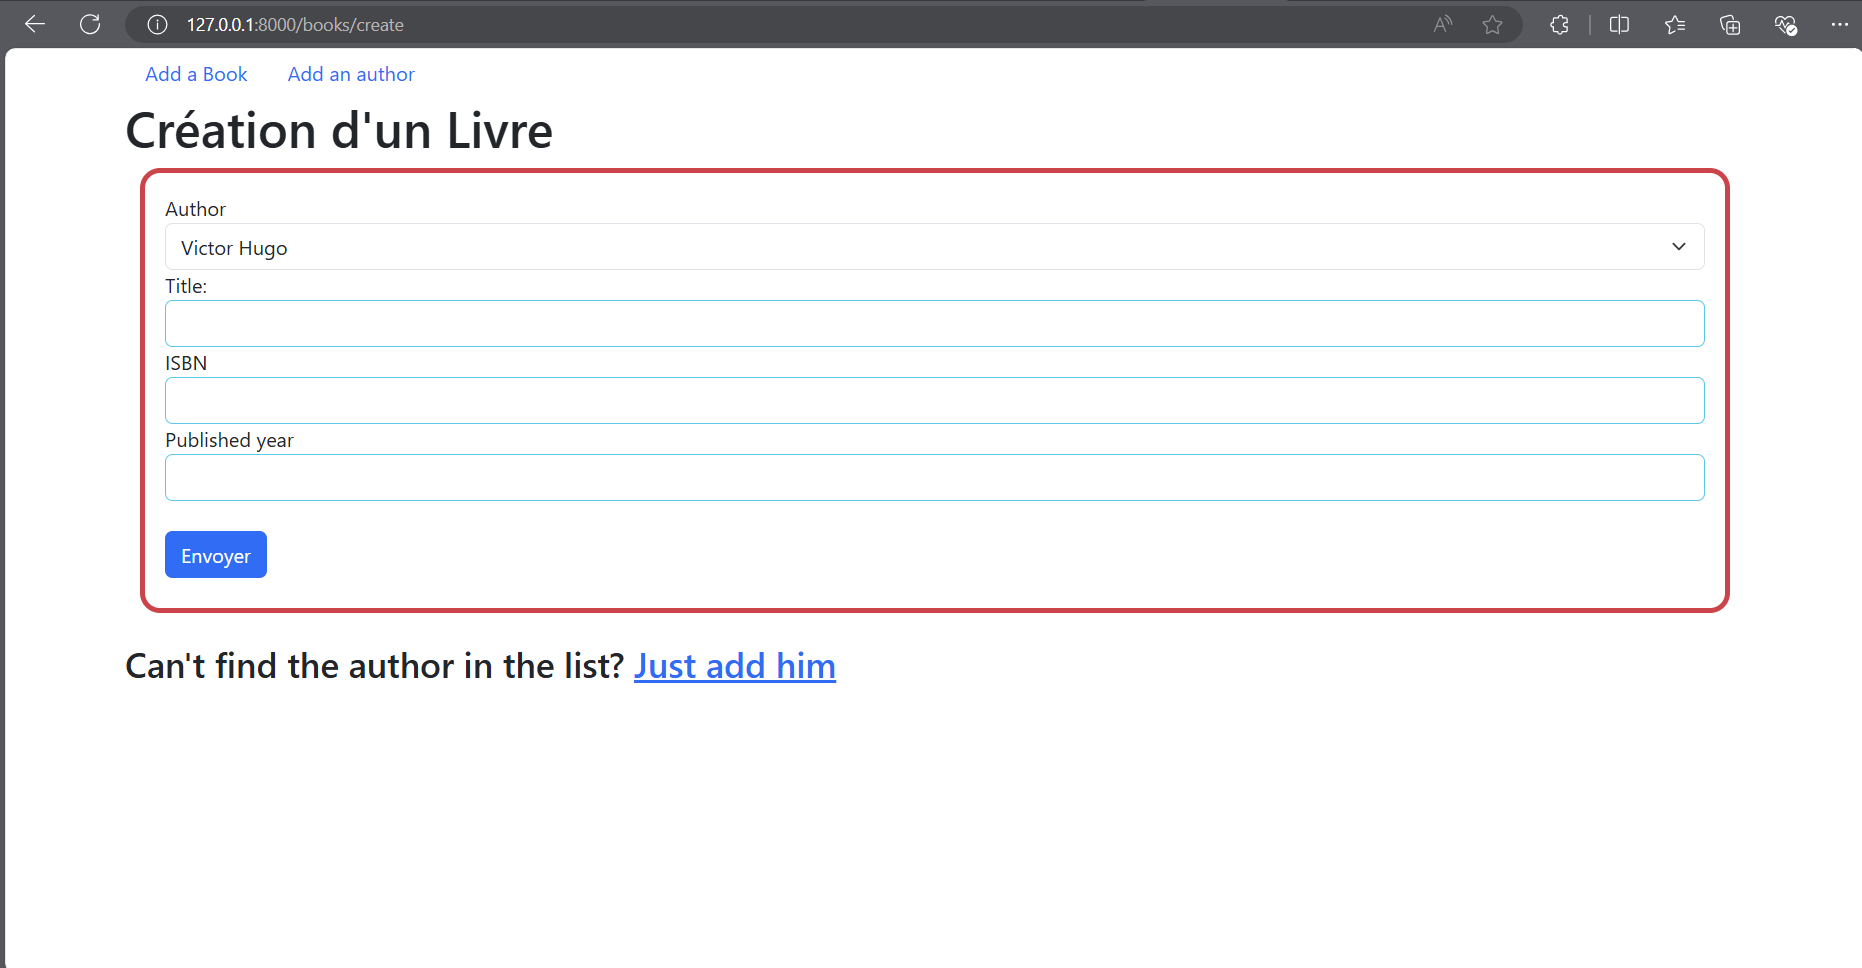 127.0.0.1:8000/books/create
Add a Book Add an author
Création d'un Livre
Author
Victor Hugo
Title:
ISBN
Published year
Envoyer
Can't find the author in the list? Just add him